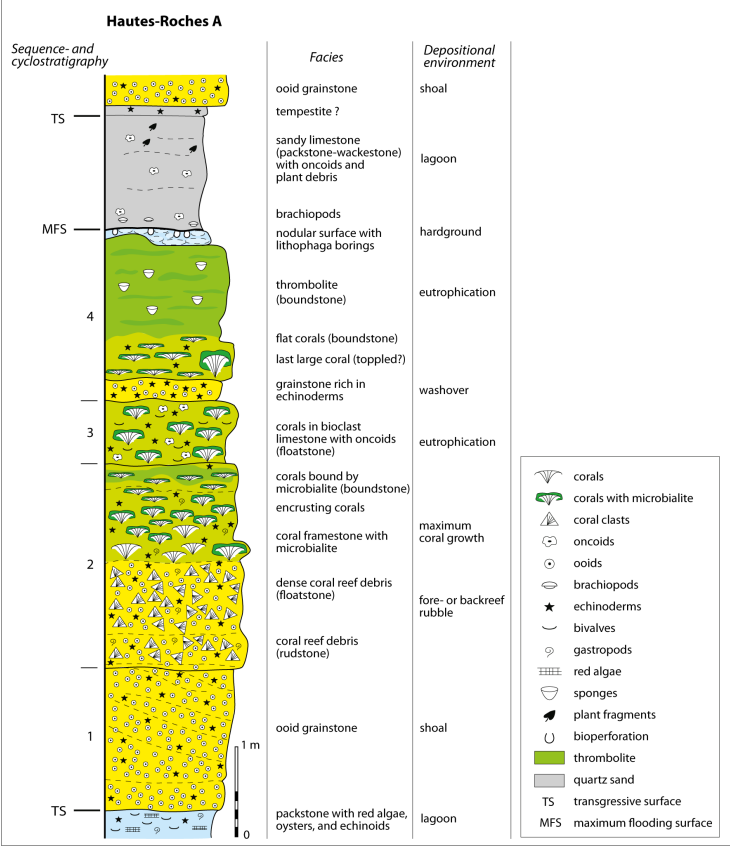 Hautes-Roches A
Sequence- and
cyclostratigraphy
Facies
Depositional
environment
ooid grainstone
shoal
tempestite ?
TS
sandy limestone
(packstone-wackestone)
with oncoids and
plant debris
lagoon
brachiopods
MFS
nodular surface with
lithophaga borings
hardground
thrombolite
(boundstone)
eutrophication
4
flat corals (boundstone)
last large coral (toppled?)
grainstone rich in
echinoderms
washover
3
corals in bioclast
limestone with oncoids
(floatstone)
eutrophication
corals bound by
microbialite (boundstone)
encrusting corals
coral framestone with
microbialite
maximum
coral growth
2
dense coral reef debris
(floatstone)
fore- or backreef
rubble
coral reef debris
(rudstone)
1
ooid grainstone
shoal
1 m
TS
packstone with red algae,
oysters, and echinoids
lagoon
0
corals
corals with microbialite
coral clasts
oncoids
ooids
brachiopods
echinoderms
bivalves
gastropods
red algae
sponges
plant fragments
bioperforation
thrombolite
quartz sand
TS transgressive surface
MFS maximum flooding surface